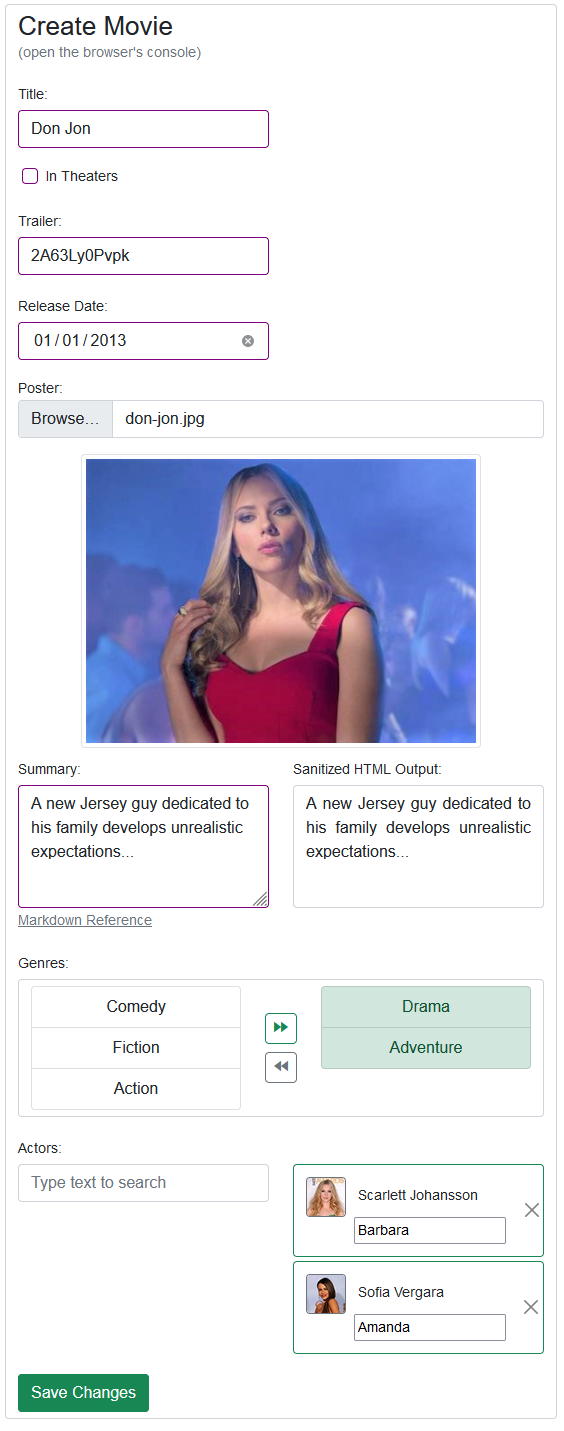 Create Movie
(open the browser's console)
Title:
Don Jon
In Theaters
Trailer:
2A63Ly0Pvpk
Release Date:
01/01/2013
Poster:
Browse... don-jon.jpg
Summary:
A new Jersey guy dedicated to
his family develops unrealistic
expectations...
Markdown Reference
Sanitized HTML Output:
A new Jersey guy dedicated to
his family develops unrealistic
expectations...
Genres:
Comedy
Fiction
Action
Drama
Adventure
Actors:
Type text to search
Scarlett Johansson
Barbara
Sofia Vergara
Amanda
Save Changes